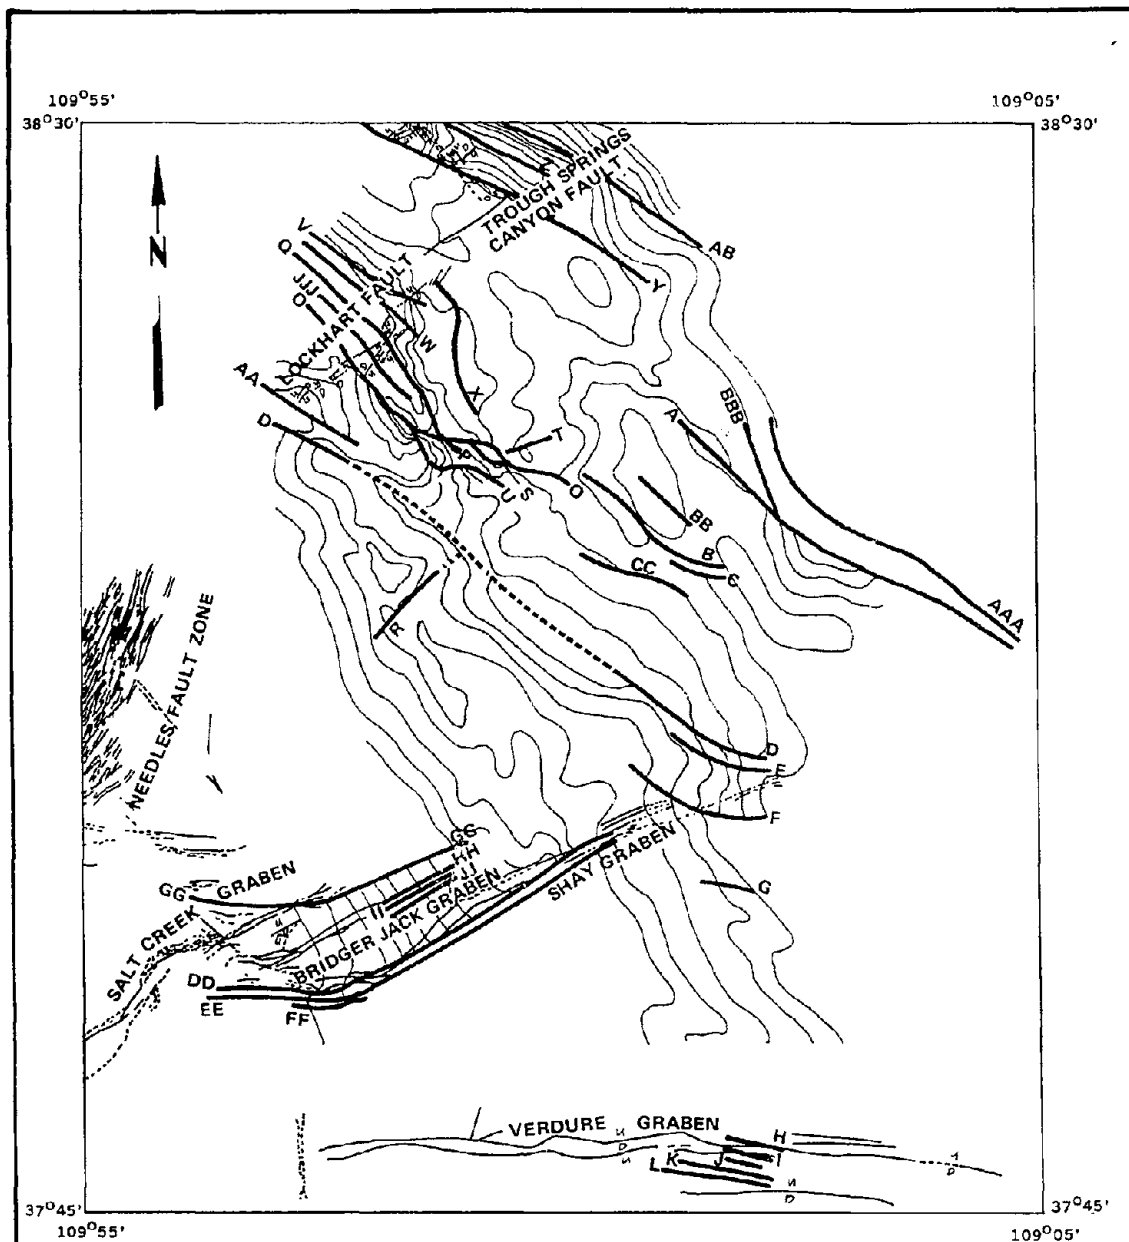 109°55' 109°05'
38°30' 38°30'
N
TROUGH SPRINGS
CANYON FAULT
AB
Y
V
Q
JJJ
O
LOCKHART FAULT
W
X
AA
D
BBB
A
T
P
U
S
O
BB
B
C
CC
R
AAA
NEEDLES FAULT ZONE
D
E
F
GG
HH
JJ
II
GG
GRABEN
SALT CREEK
BRIDGER JACK GRABEN
SHAY GRABEN
G
DD
EE
FF
VERDURE GRABEN
H
I
J
K
L
37°45' 37°45'
109°55' 109°05'